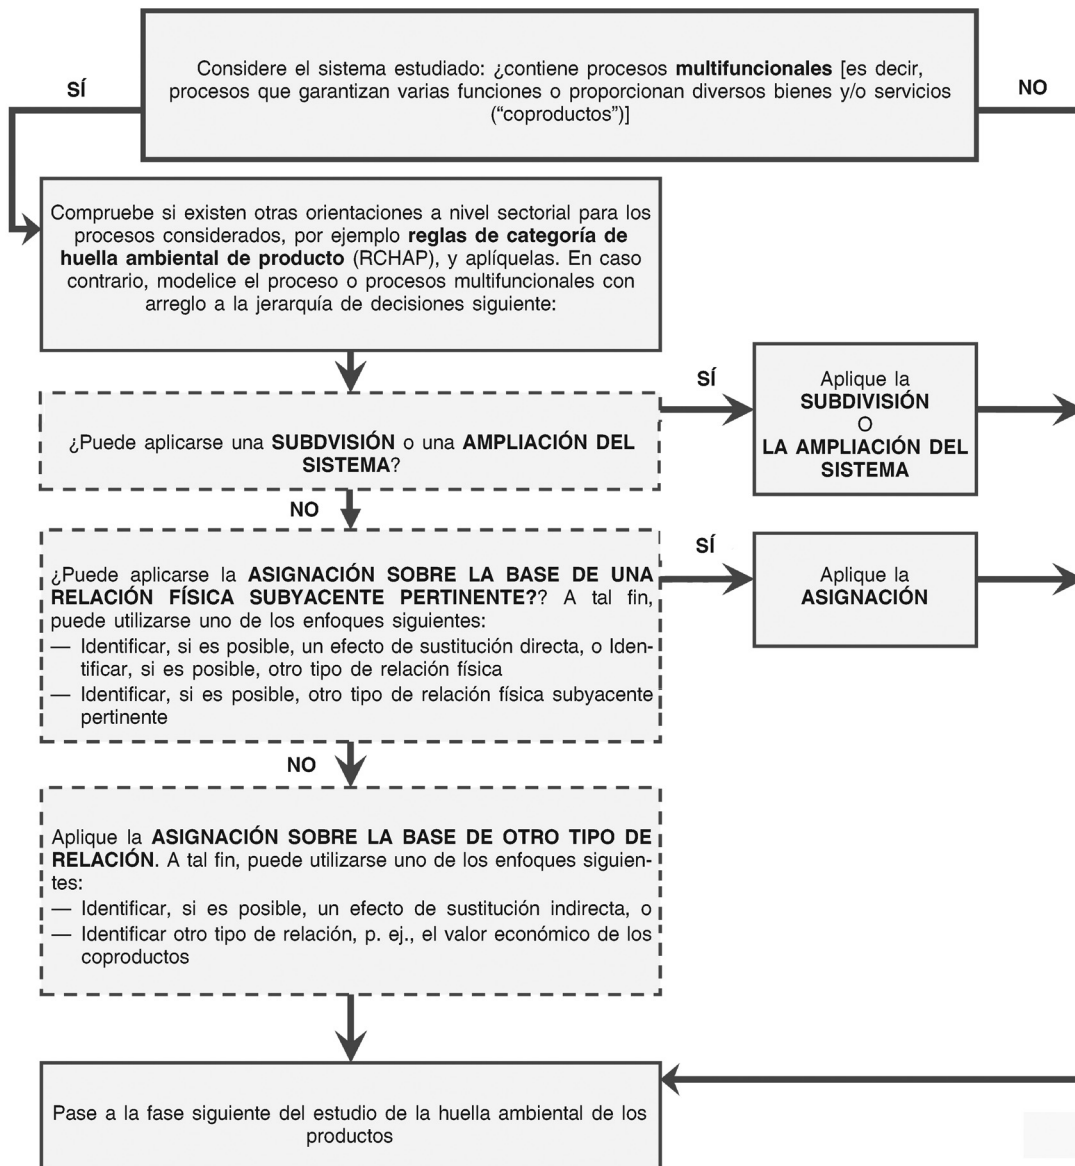 Considere el sistema estudiado: ¿contiene procesos multifuncionales [es decir,
procesos que garantizan varias funciones o proporcionan diversos bienes y/o servicios
(“coproductos”)]
SÍ
NO
Compruebe si existen otras orientaciones a nivel sectorial para los
procesos considerados, por ejemplo reglas de categoría de
huella ambiental de producto (RCHAP), y aplíquelas. En caso
contrario, modelice el proceso o procesos multifuncionales con
arreglo a la jerarquía de decisiones siguiente:
¿Puede aplicarse una SUBDVISIÓN o una AMPLIACIÓN DEL
SISTEMA?
SÍ
Aplique la
SUBDIVISIÓN
O
LA AMPLIACIÓN DEL
SISTEMA
NO
¿Puede aplicarse la ASIGNACIÓN SOBRE LA BASE DE UNA
RELACIÓN FÍSICA SUBYACENTE PERTINENTE?? A tal fin,
puede utilizarse uno de los enfoques siguientes:
— Identificar, si es posible, un efecto de sustitución directa, o Iden-
tificar, si es posible, otro tipo de relación física
— Identificar, si es posible, otro tipo de relación física subyacente
pertinente
SÍ
Aplique la
ASIGNACIÓN
NO
Aplique la ASIGNACIÓN SOBRE LA BASE DE OTRO TIPO DE
RELACIÓN. A tal fin, puede utilizarse uno de los enfoques siguien-
tes:
— Identificar, si es posible, un efecto de sustitución indirecta, o
— Identificar otro tipo de relación, p. ej., el valor económico de los
coproductos
Pase a la fase siguiente del estudio de la huella ambiental de los
productos